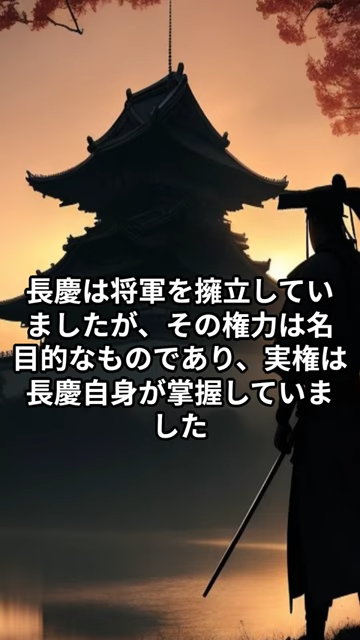 長慶は将軍を擁立してい
ましたが、その権力は名
目的なものであり、実権は
長慶自身が掌握していま
した